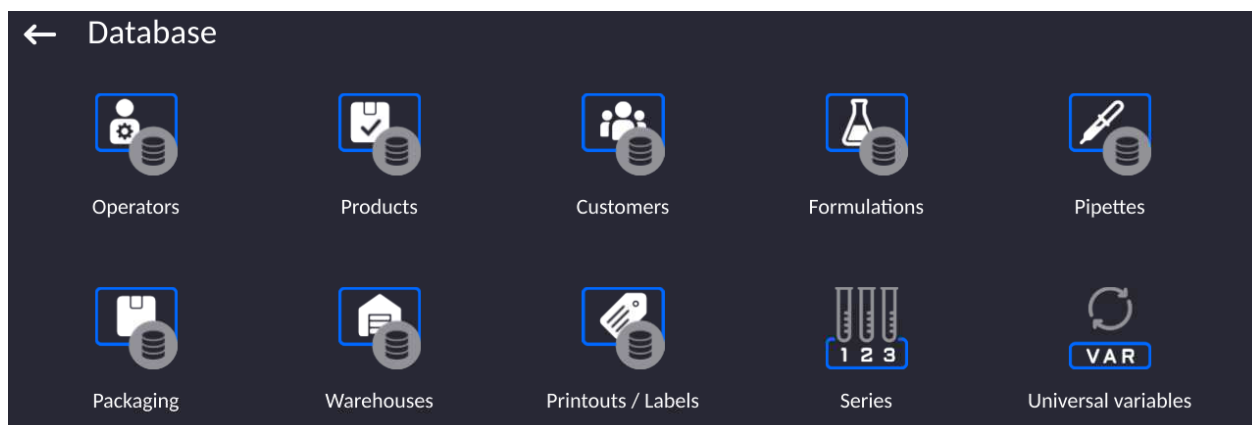 Database
Operators
Products
Customers
Formulations
Pipettes
1 2 3
VAR
Packaging
Warehouses
Printouts / Labels
Series
Universal variables